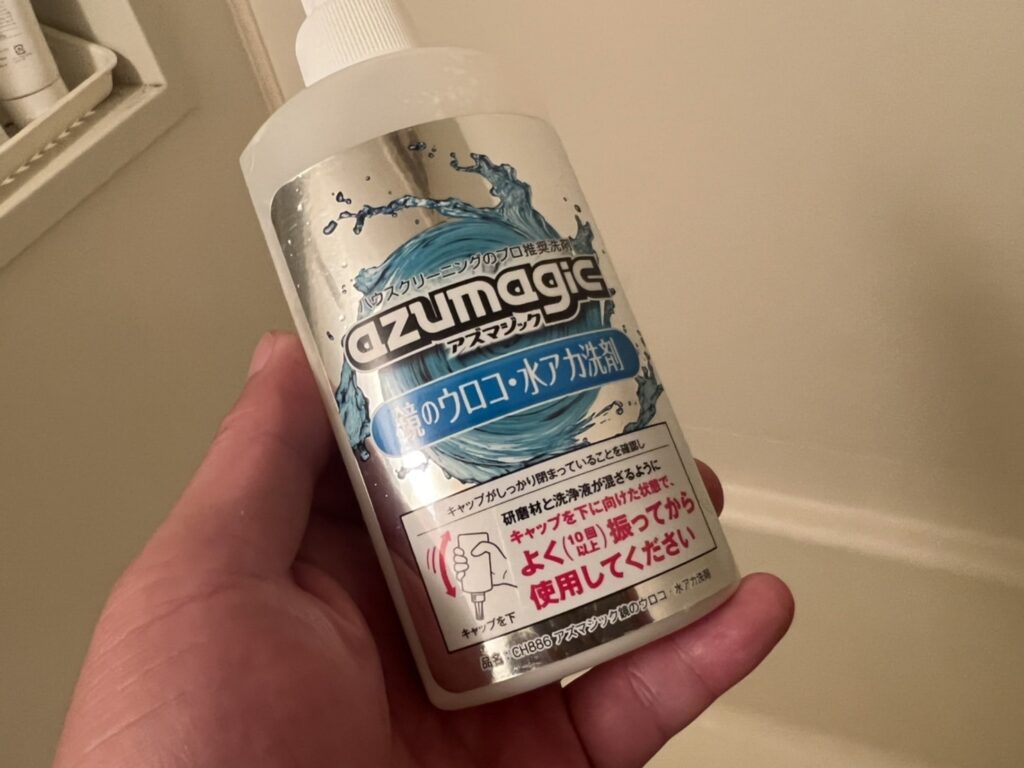 ハウスクリーニングのプロ推奨洗剤
azumagic
アズマジック
鏡のウロコ・水アカ洗剤
キャップがしっかり閉まっていることを確認し
研磨材と洗浄液が混ざるように
キャップを下に向けた状態で、
よく(10回以上)振ってから
使用してください
キャップを下
品名:CH886 アズマジック鏡のウロコ・水アカ洗剤